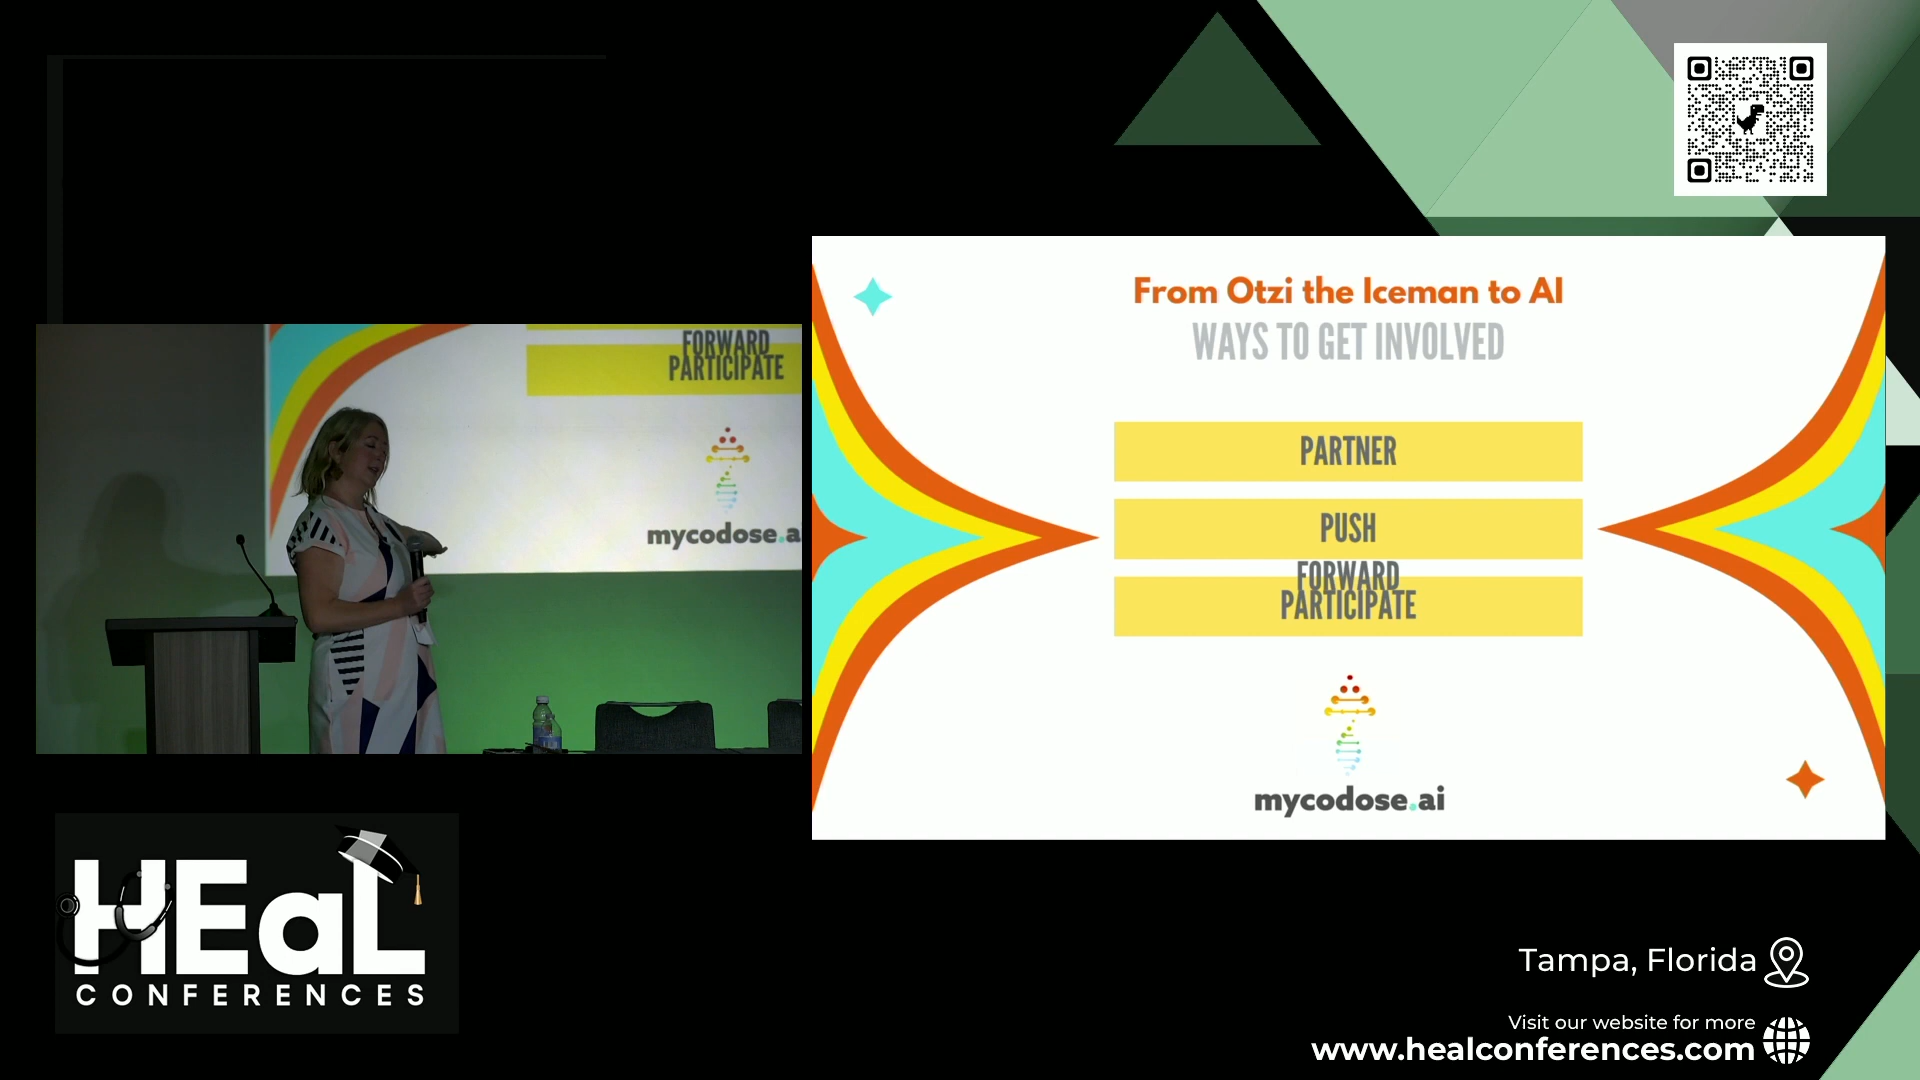 FORWARD
PARTICIPATE
mycodose.a
From Otzi the Iceman to AI
WAYS TO GET INVOLVED
PARTNER
PUSH
FORWARD
PARTICIPATE
mycodose.ai
HEaL
CONFERENCES
Tampa, Florida
Visit our website for more
www.healconferences.com